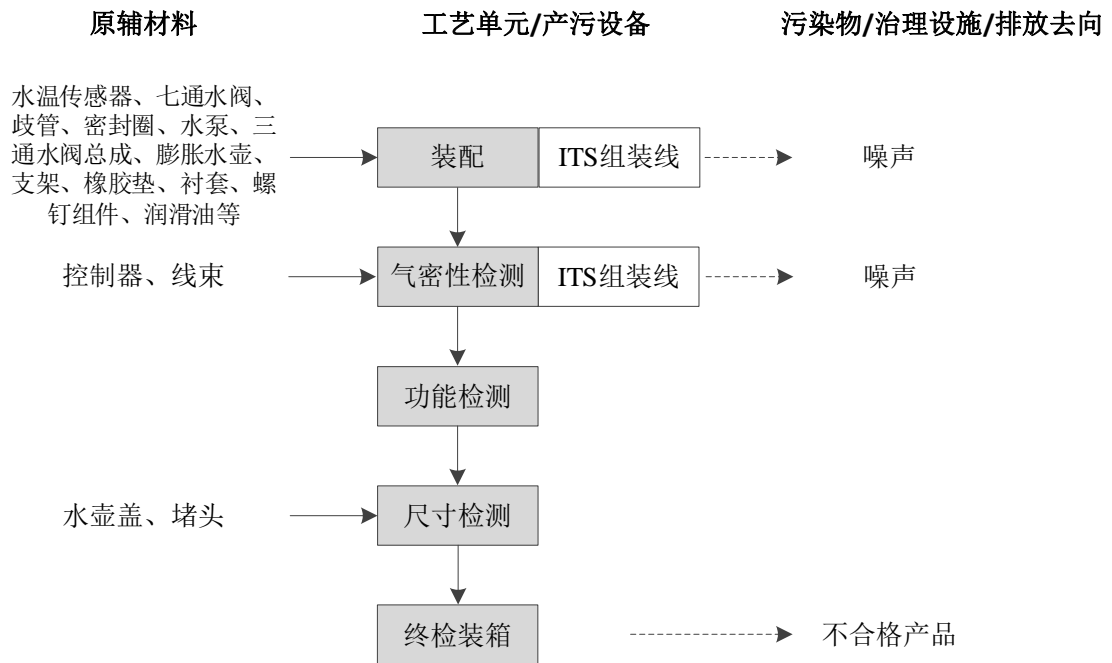 原辅材料
工艺单元/产污设备
污染物/治理设施/排放去向
水温传感器、七通水阀、
歧管、密封圈、水泵、三
通水阀总成、膨胀水壶、
支架、橡胶垫、衬套、螺
钉组件、润滑油等
装配
ITS组装线
噪声
控制器、线束
气密性检测
ITS组装线
噪声
功能检测
水壶盖、堵头
尺寸检测
终检装箱
不合格产品